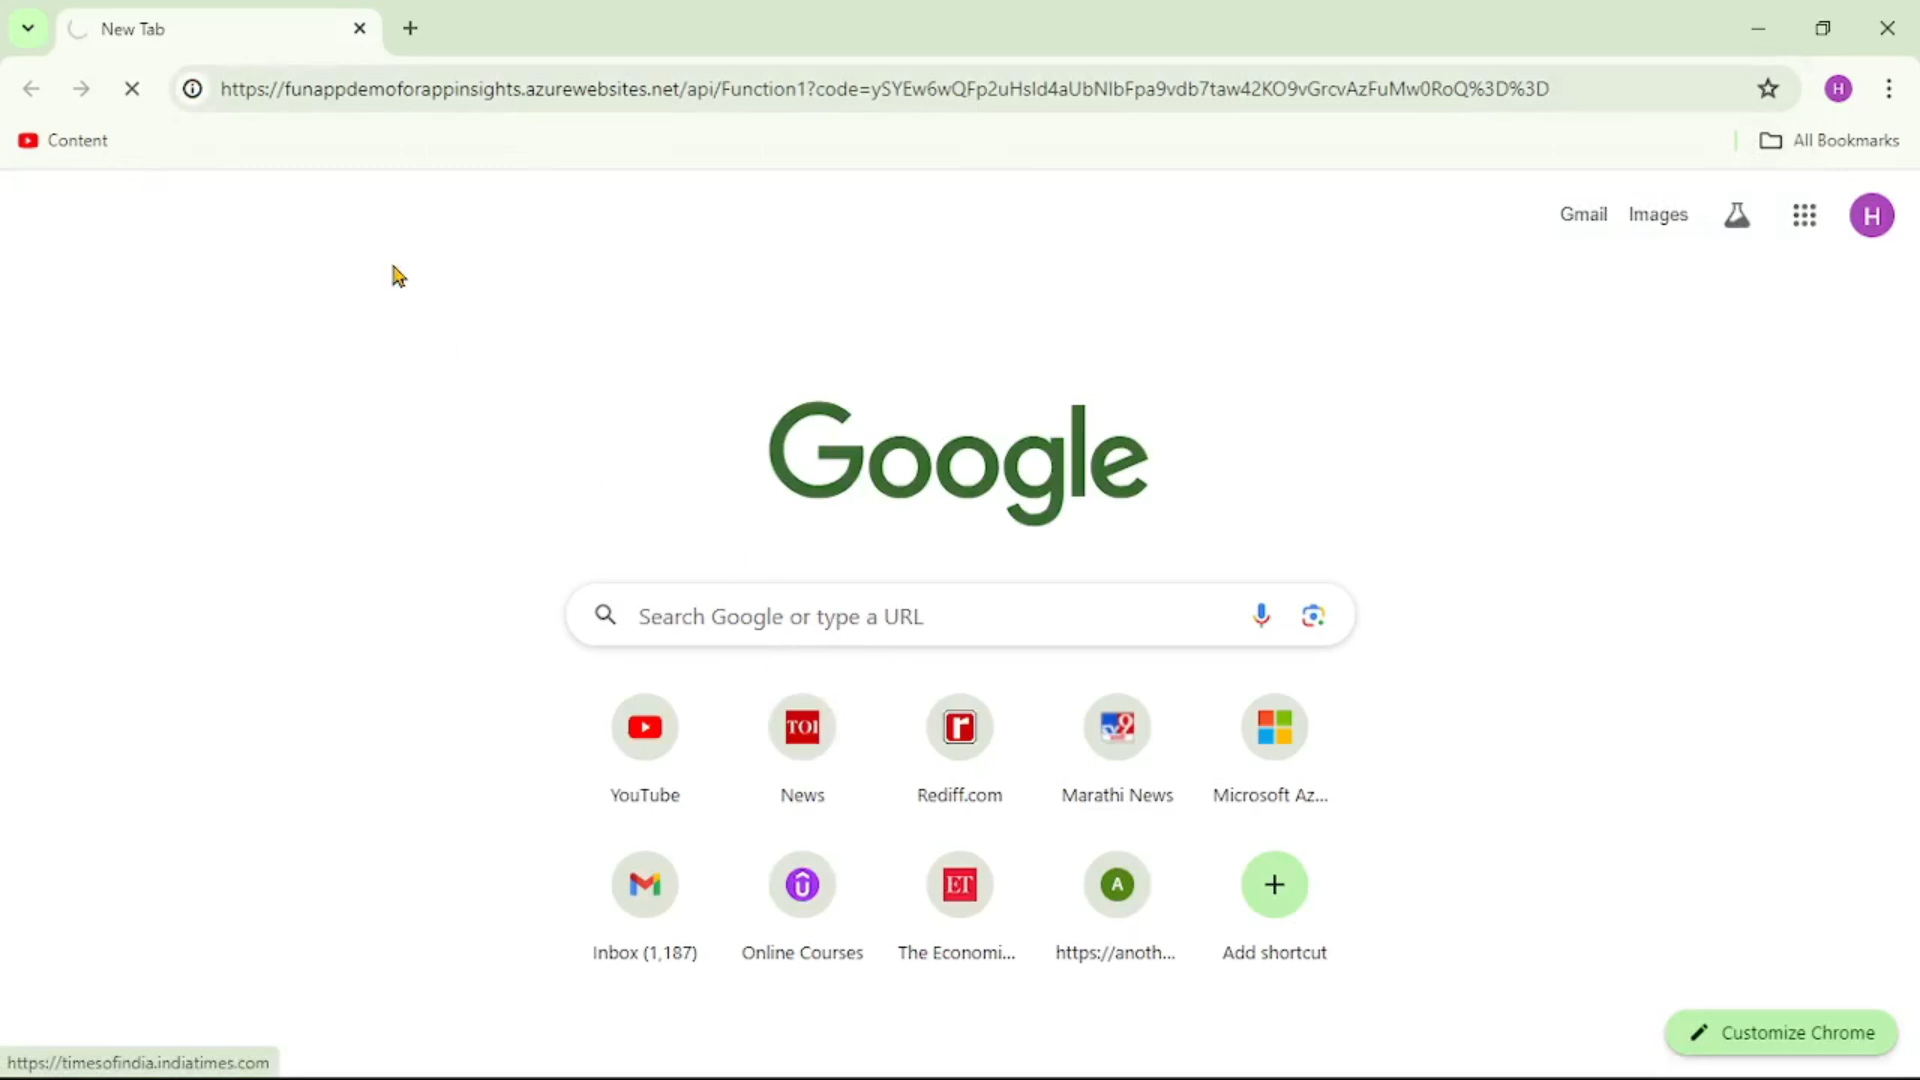 New Tab
https://funappdemoforappinsights.azurewebsites.net/api/Function1?code=ySYEw6wQFp2uHsId4aUbNIbFpa9vdb7taw42KO9vGrcvAzFuMw0RoQ%3D%3D
H
Content
All Bookmarks
Gmail Images
H
Google
Search Google or type a URL
TOI
r
9
YouTube
News
Rediff.com
Marathi News
Microsoft Az...
ET
A
Inbox (1,187)
Online Courses
The Economi...
https://anoth...
Add shortcut
Customize Chrome
https://timesofindia.indiatimes.com